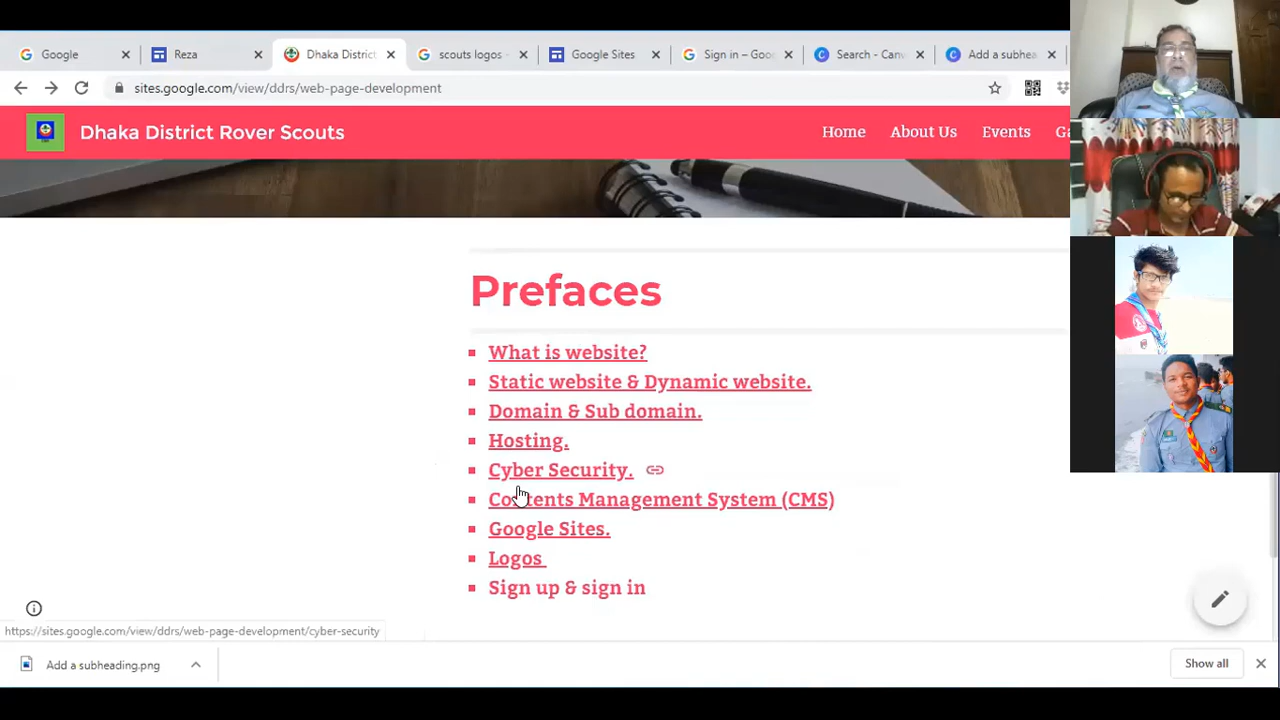 Google
Reza
Dhaka District
scouts logos -
Google Sites
Sign in – Goo
Search - Canv
Add a subhea
sites.google.com/view/ddrs/web-page-development
Dhaka District Rover Scouts
Home
About Us
Events
Ga
Prefaces
What is website?
Static website & Dynamic website.
Domain & Sub domain.
Hosting.
Cyber Security.
Contents Management System (CMS)
Google Sites.
Logos
Sign up & sign in
https://sites.google.com/view/ddrs/web-page-development/cyber-security
Add a subheading.png
Show all